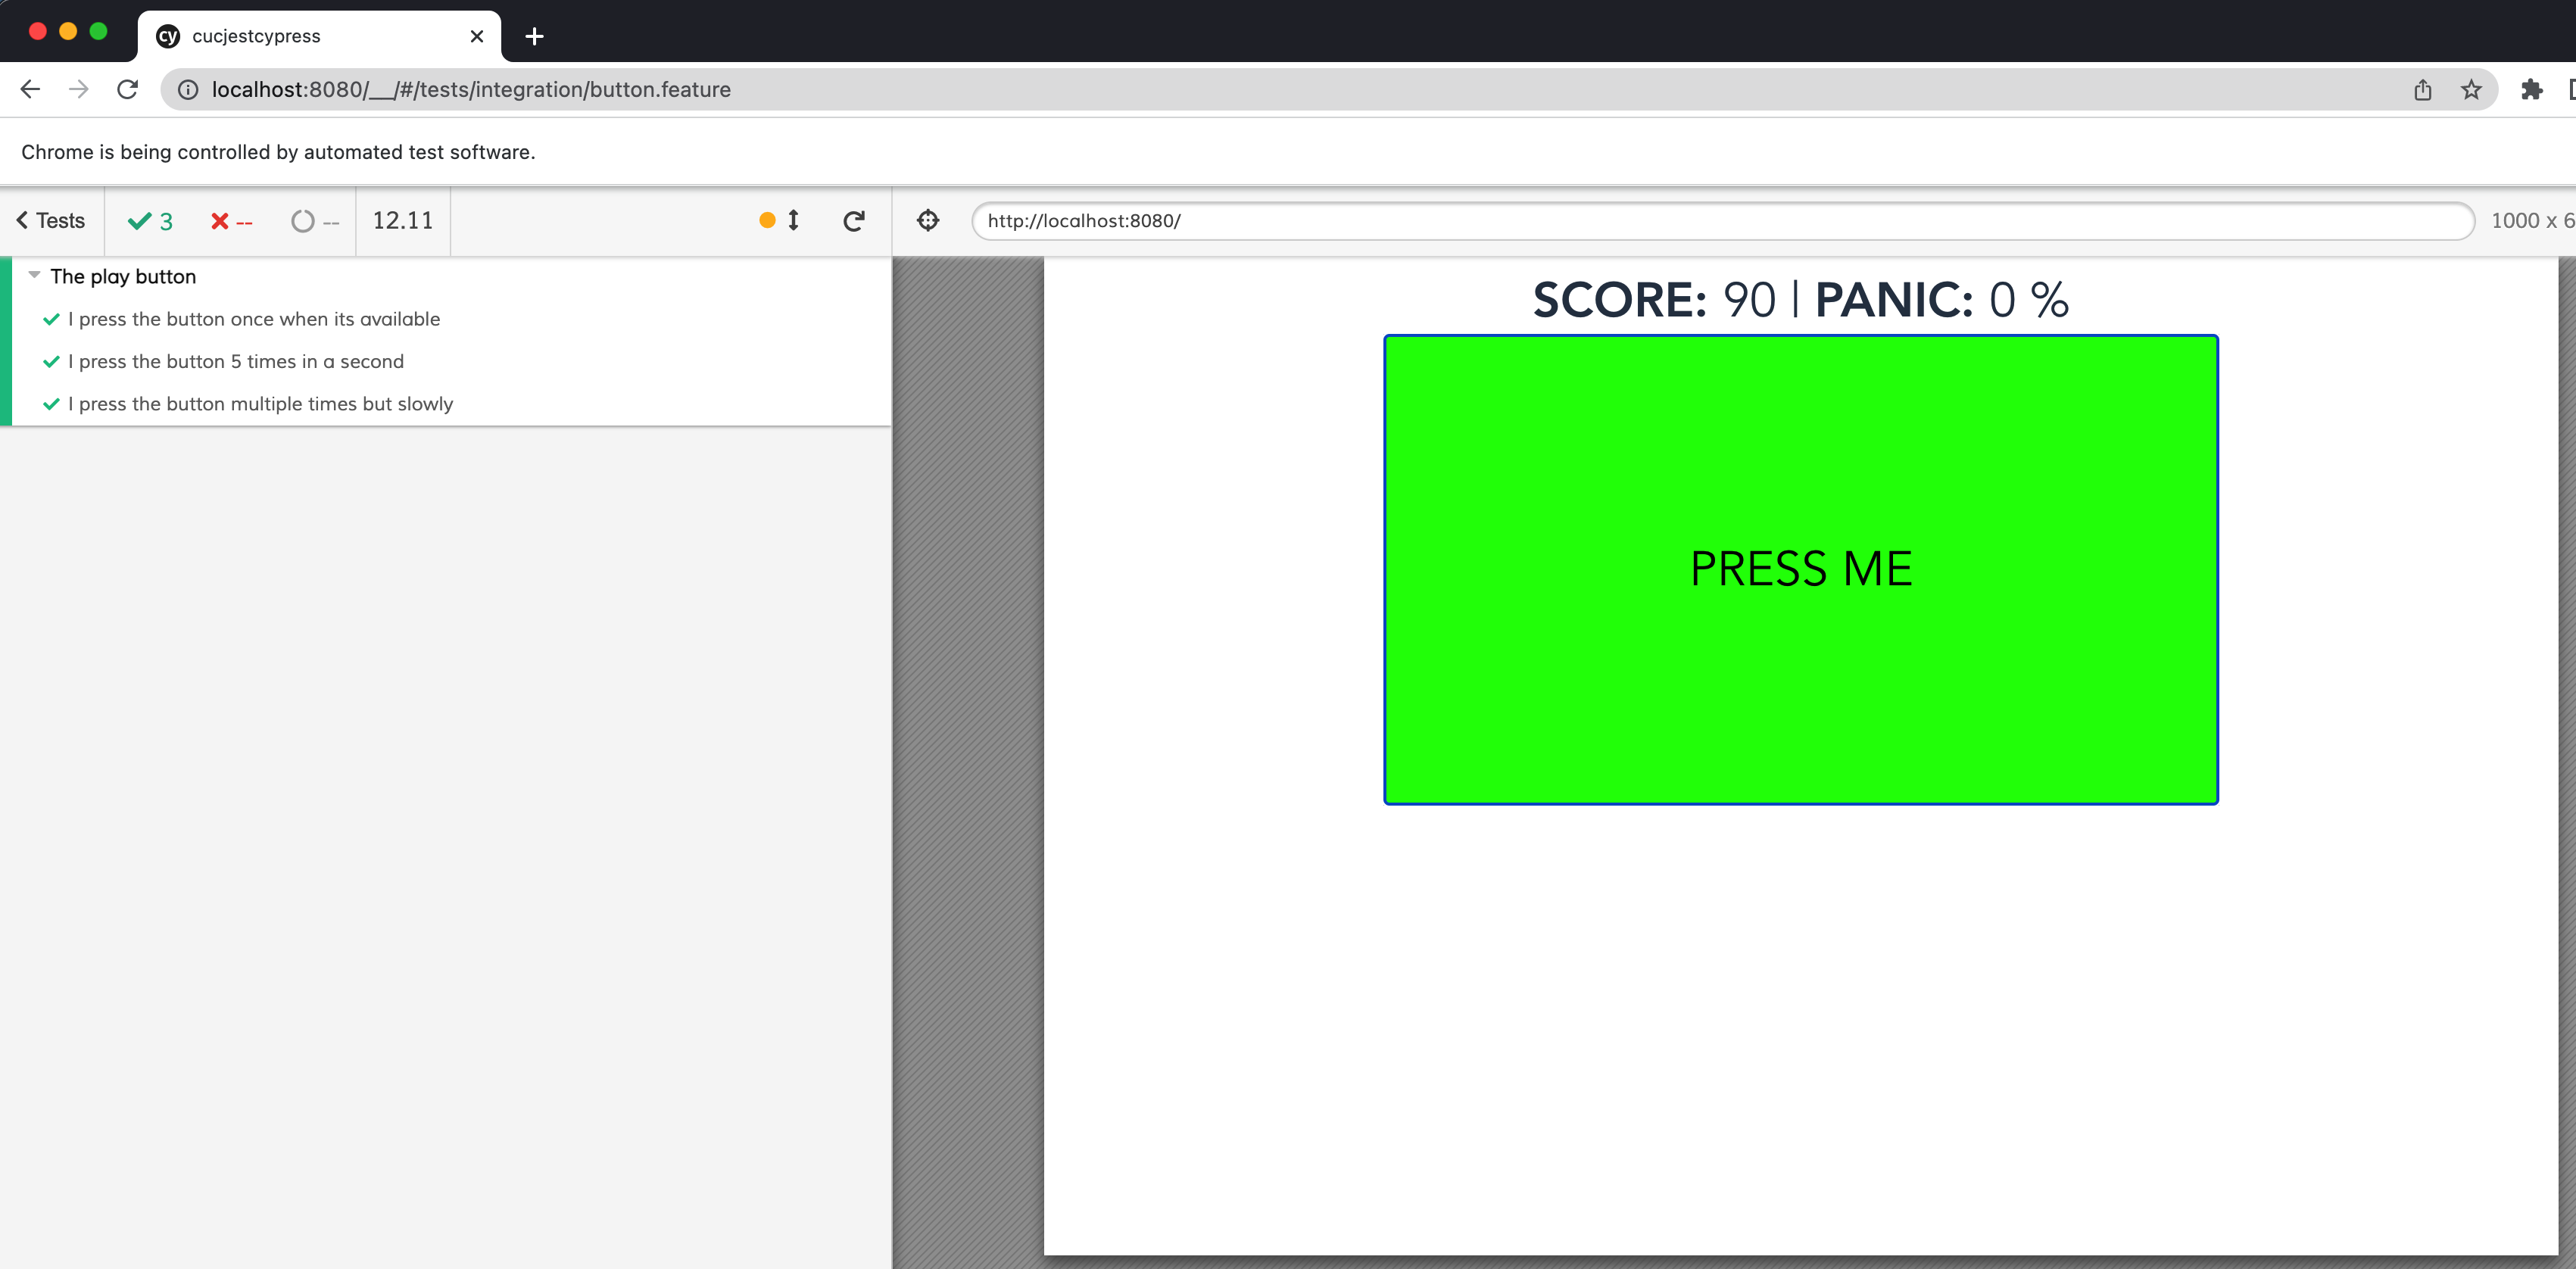 cy cucjestcypress
localhost:8080/__/#/tests/integration/button.feature
Chrome is being controlled by automated test software.
Tests 3 -- -- 12.11
http://localhost:8080/ 1000 x 6
The play button
I press the button once when its available
I press the button 5 times in a second
I press the button multiple times but slowly
SCORE: 90 | PANIC: 0 %
PRESS ME